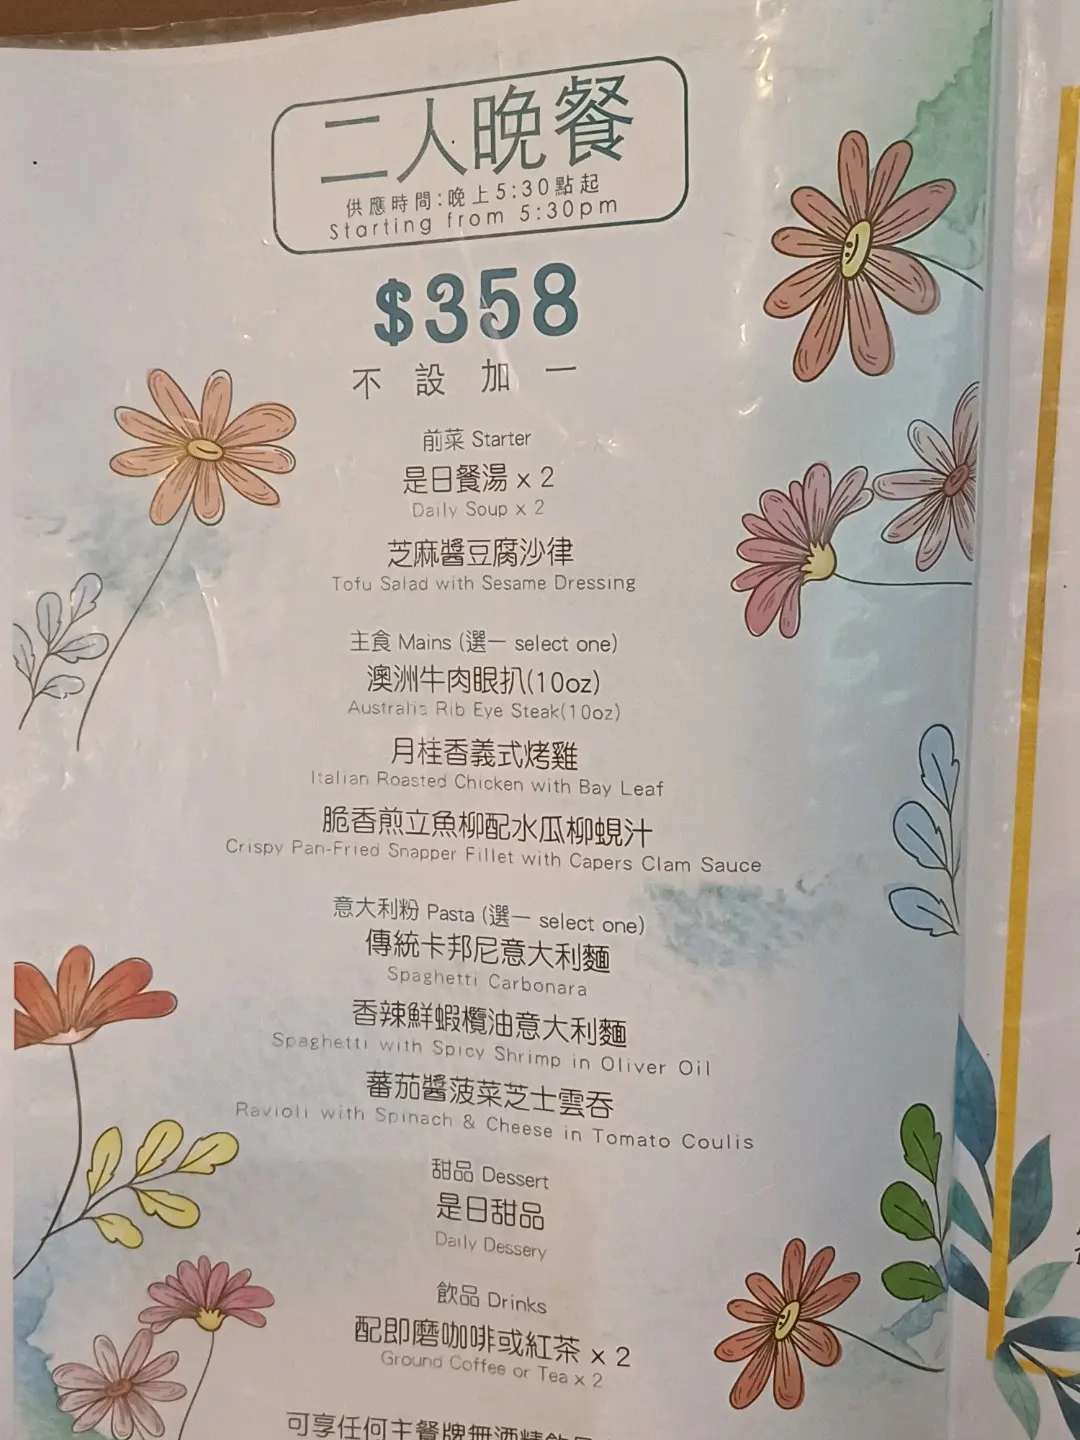 二人晚餐
供應時間:晚上5:30點起
Starting from 5:30pm
$358
不設加一
前菜 Starter
是日餐湯 x 2
Daily Soup x 2
芝麻醬豆腐沙律
Tofu Salad with Sesame Dressing
主食 Mains (選一 select one)
澳洲牛肉眼扒(10oz)
Australia Rib Eye Steak(10oz)
月桂香義式烤雞
Italian Roasted Chicken with Bay Leaf
脆香煎立魚柳配水瓜柳蜆汁
Crispy Pan-Fried Snapper Fillet with Capers Clam Sauce
意大利粉 Pasta (選一 select one)
傳統卡邦尼意大利麵
Spaghetti Carbonara
香辣鮮蝦欖油意大利麵
Spaghetti with Spicy Shrimp in Oliver Oil
蕃茄醬菠菜芝士雲吞
Ravioli with Spinach & Cheese in Tomato Coulis
甜品 Dessert
是日甜品
Daily Dessery
飲品 Drinks
配即磨咖啡或紅茶 x 2
Ground Coffee or Tea x 2
可享任何主餐牌無酒精飲